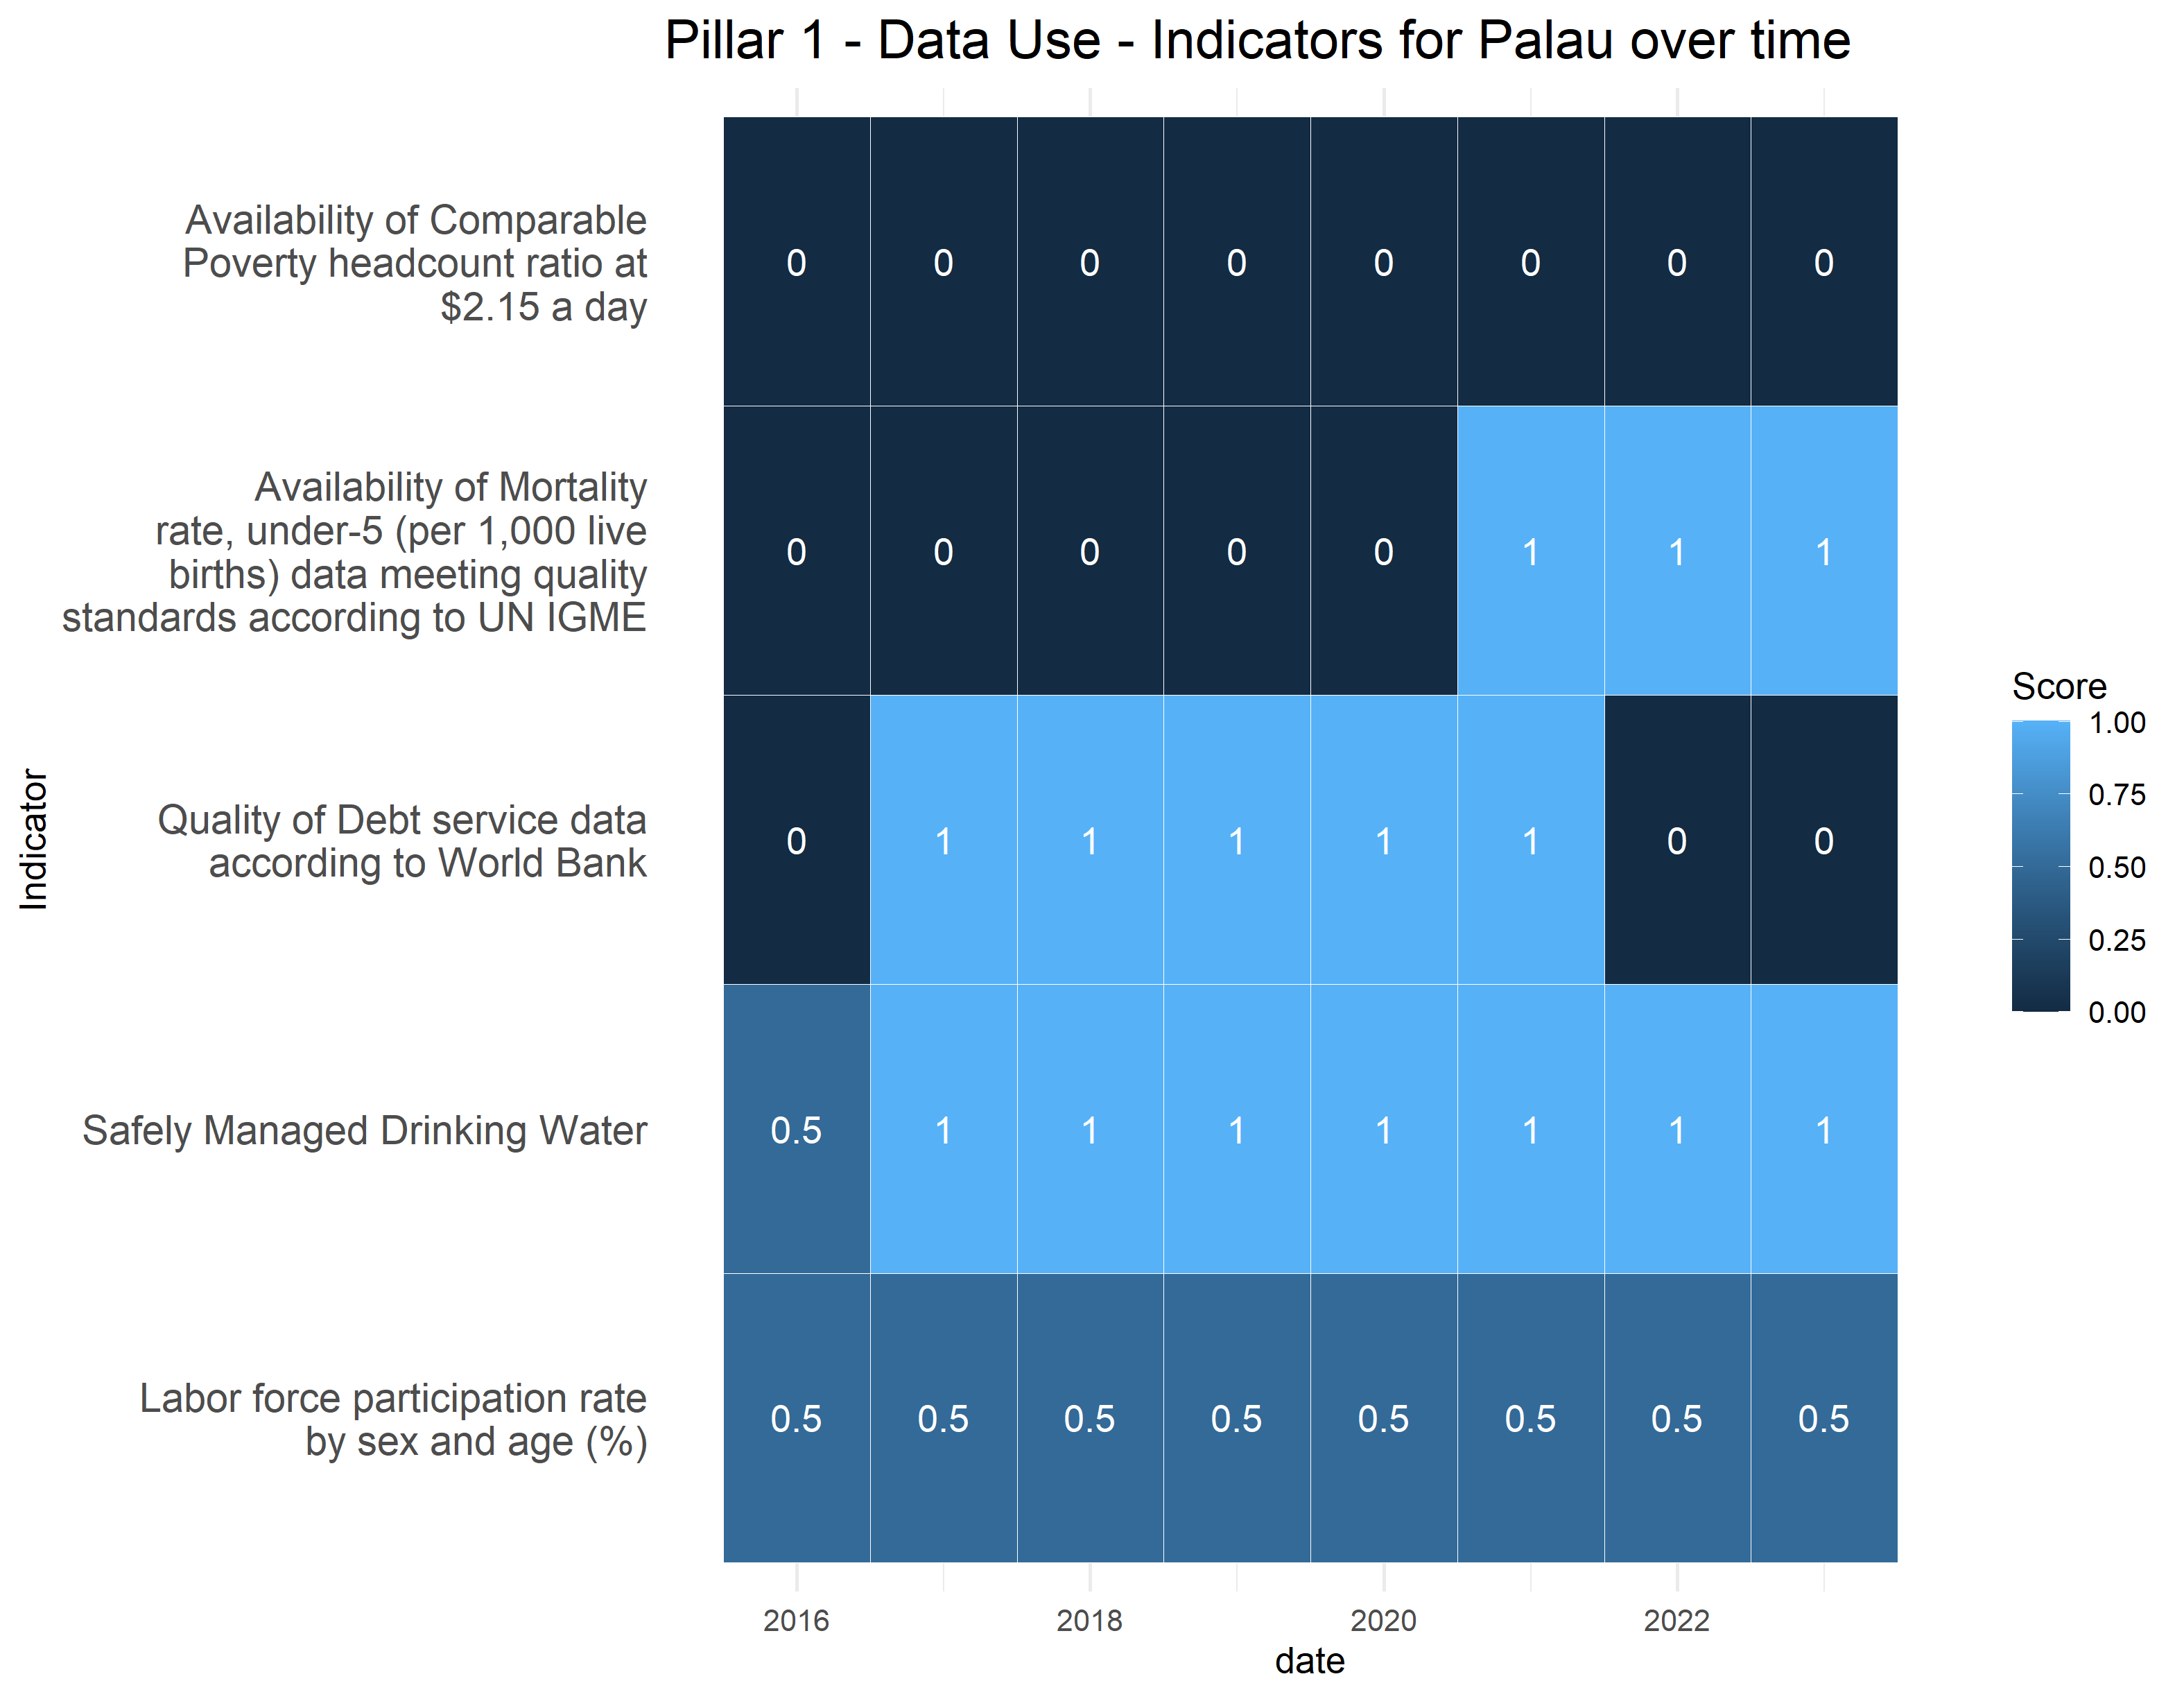 Pillar 1 - Data Use - Indicators for Palau over time
Availability of Comparable
Poverty headcount ratio at
$2.15 a day
0 0 0 0 0 0 0 0
Availability of Mortality
rate, under-5 (per 1,000 live
births) data meeting quality
standards according to UN IGME
0 0 0 0 0 1 1 1
Quality of Debt service data
according to World Bank
0 1 1 1 1 1 0 0
Safely Managed Drinking Water
0.5 1 1 1 1 1 1 1
Labor force participation rate
by sex and age (%)
0.5 0.5 0.5 0.5 0.5 0.5 0.5 0.5
Indicator
2016 2018 2020 2022
date
Score
1.00
0.75
0.50
0.25
0.00